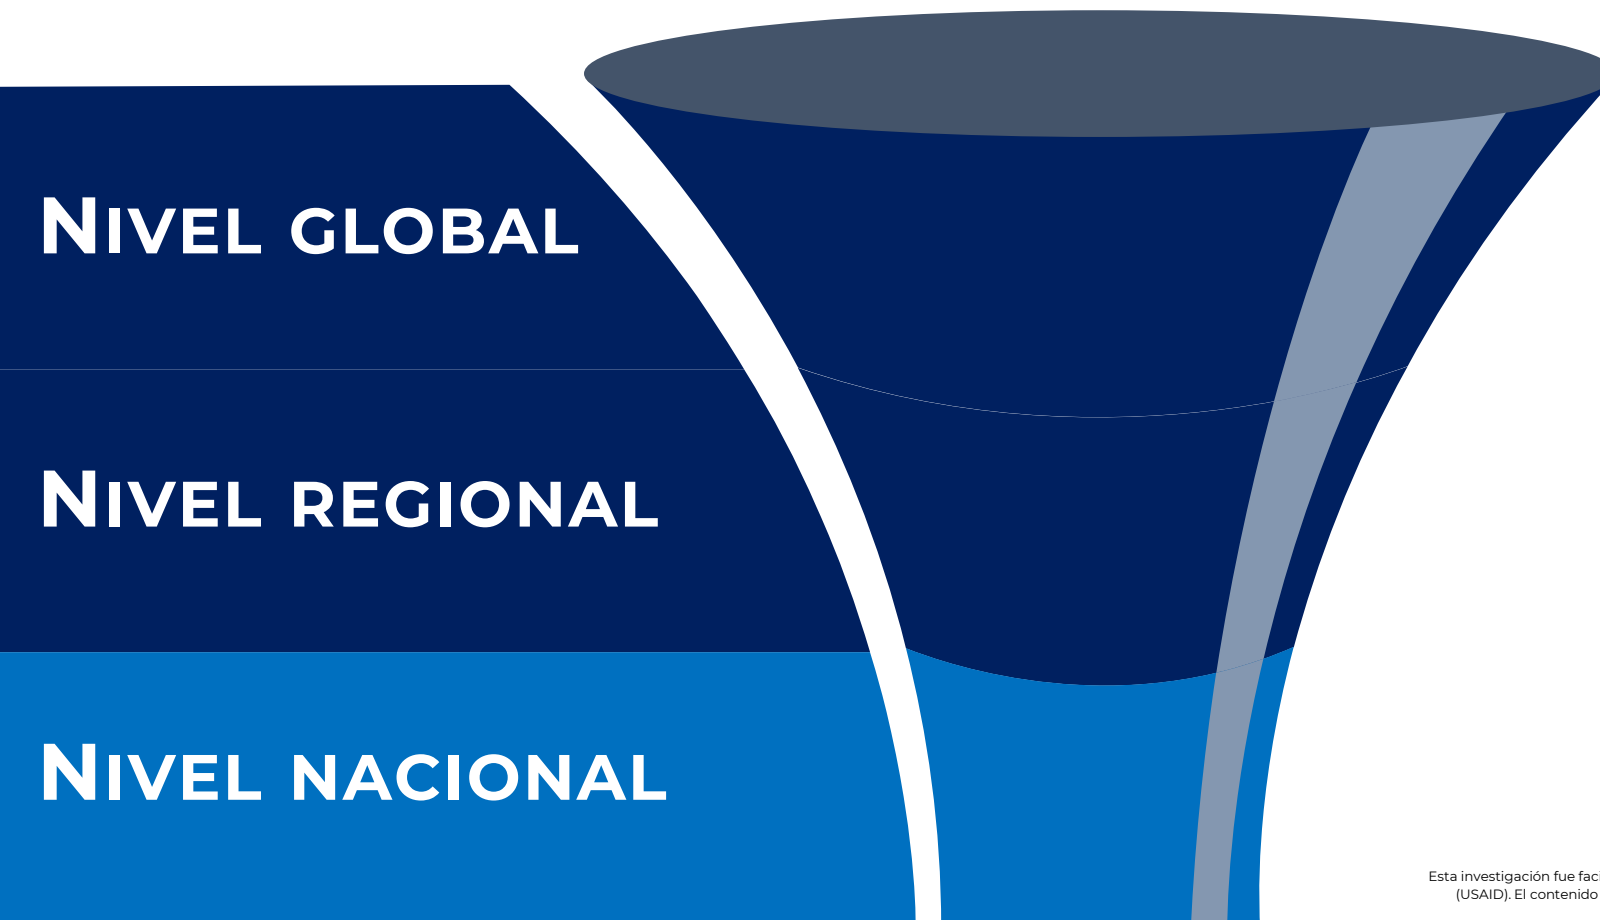 NIVEL GLOBAL
NIVEL REGIONAL
NIVEL NACIONAL
Esta investigación fue
(USAID). El contenido